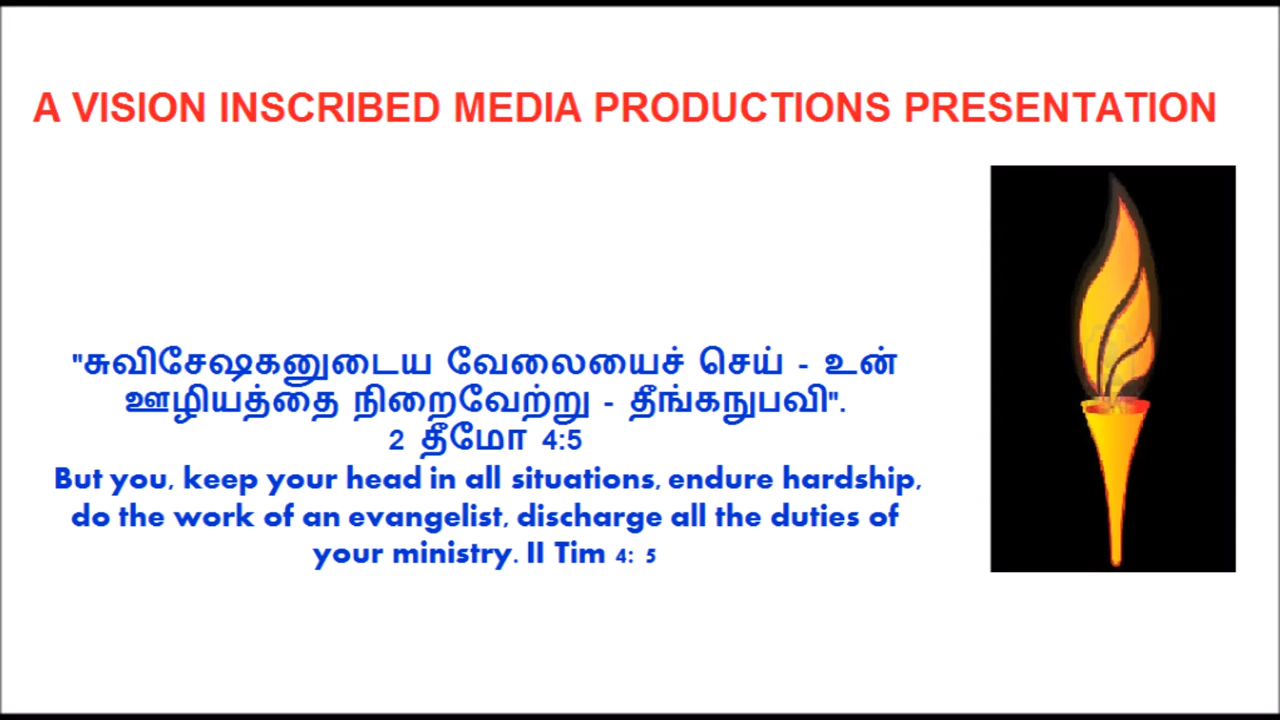 A VISION INSCRIBED MEDIA PRODUCTIONS PRESENTATION
"சுவிசேஷகனுடைய வேலையைச் செய் - உன்
ஊழியத்தை நிறைவேற்று - தீங்கநுபவி".
2 தீமோ 4:5
But you, keep your head in all situations, endure hardship,
do the work of an evangelist, discharge all the duties of
your ministry. II Tim 4: 5